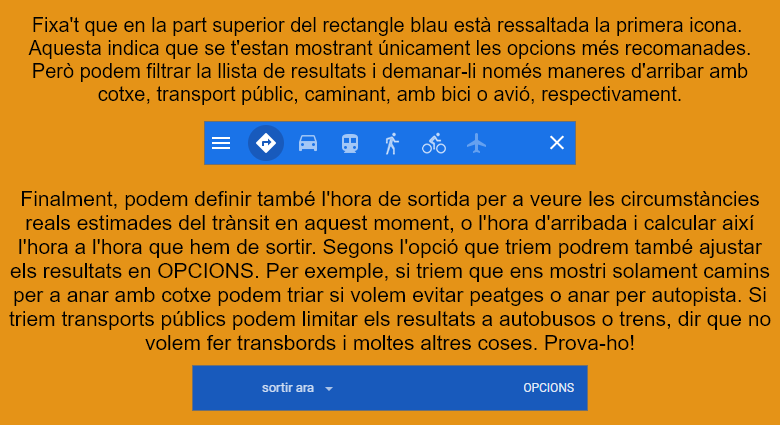 Fixa't que en la part superior del rectangle blau està ressaltada la primera icona.
Aquesta indica que se t'estan mostrant únicament les opcions més recomanades.
Però podem filtrar la llista de resultats i demanar-li només maneres d'arribar amb
cotxe, transport públic, caminant, amb bici o avió, respectivament.
Finalment, podem definir també l'hora de sortida per a veure les circumstàncies
reals estimades del trànsit en aquest moment, o l'hora d'arribada i calcular així
l'hora a l'hora que hem de sortir. Segons l'opció que triem podrem també ajustar
els resultats en OPCIONS. Per exemple, si triem que ens mostri solament camins
per a anar amb cotxe podem triar si volem evitar peatges o anar per autopista. Si
triem transports públics podem limitar els resultats a autobusos o trens, dir que no
volem fer transbords i moltes altres coses. Prova-ho!
sortir ara OPCIONS